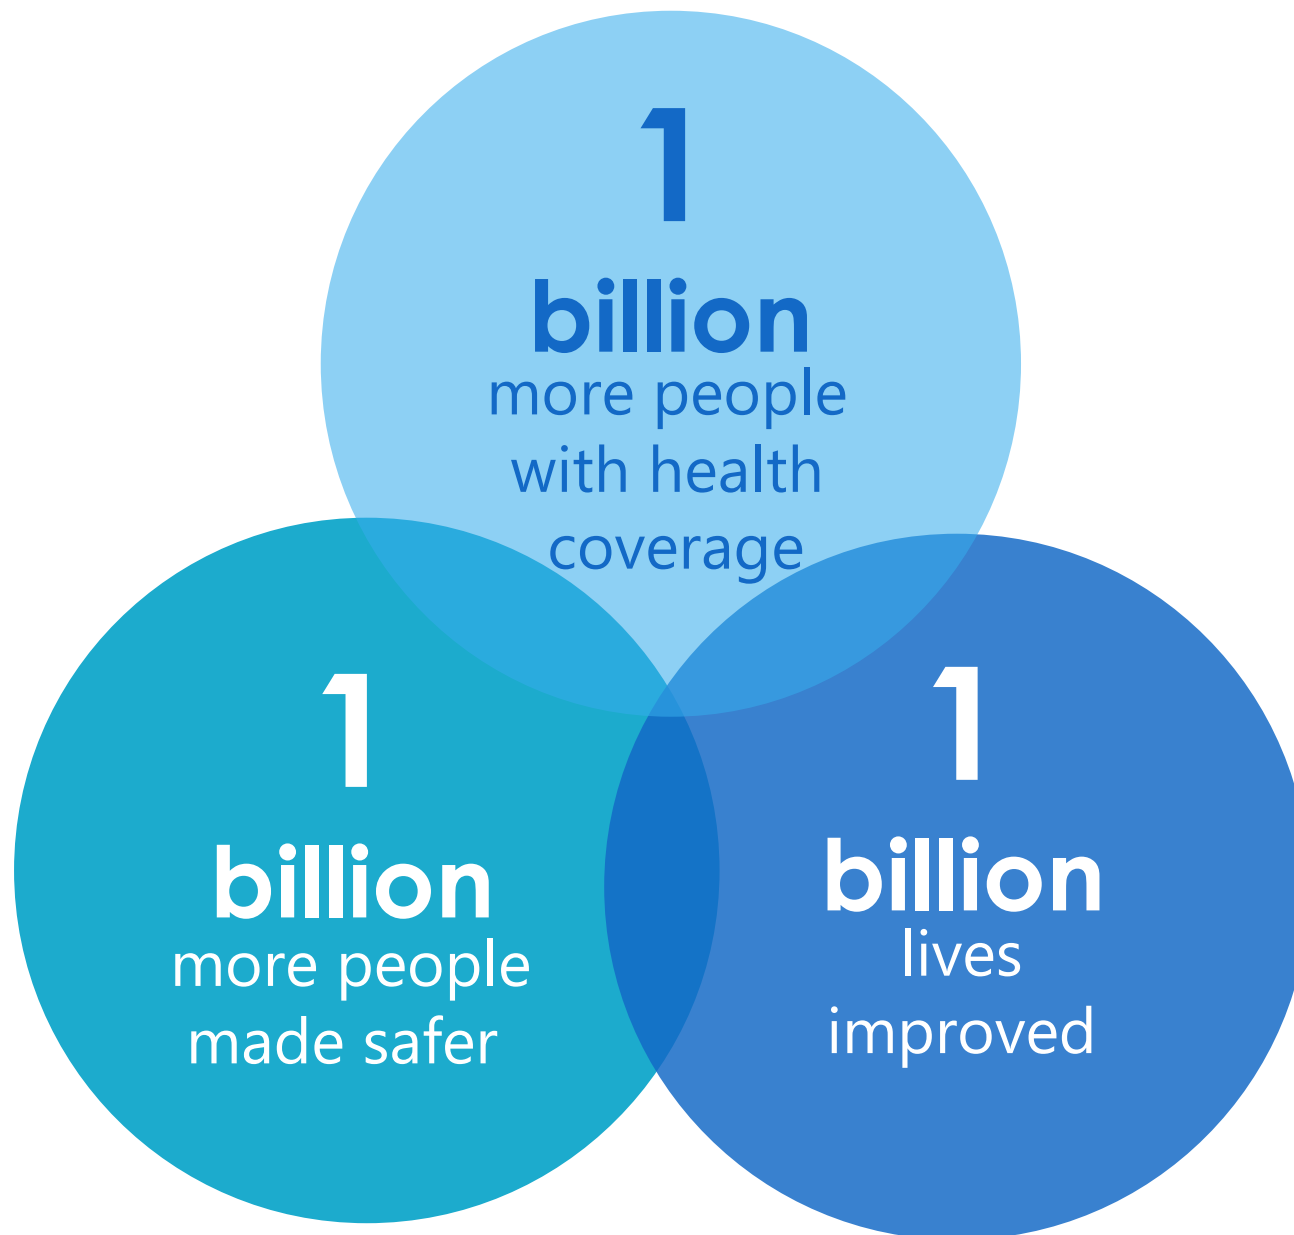 1
billion
more people
with health
coverage
1
billion
more people
made safer
1
billion
lives
improved